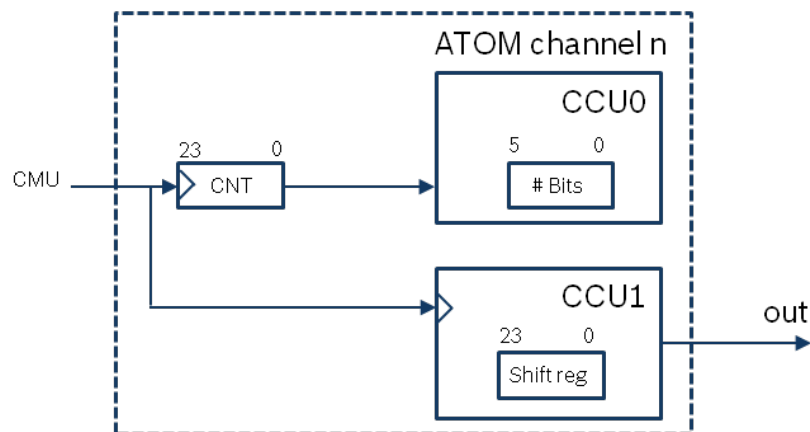 ATOM channel n
CCU0
5 0
# Bits
23 0
CNT
CMU
CCU1
23 0
Shift reg
out